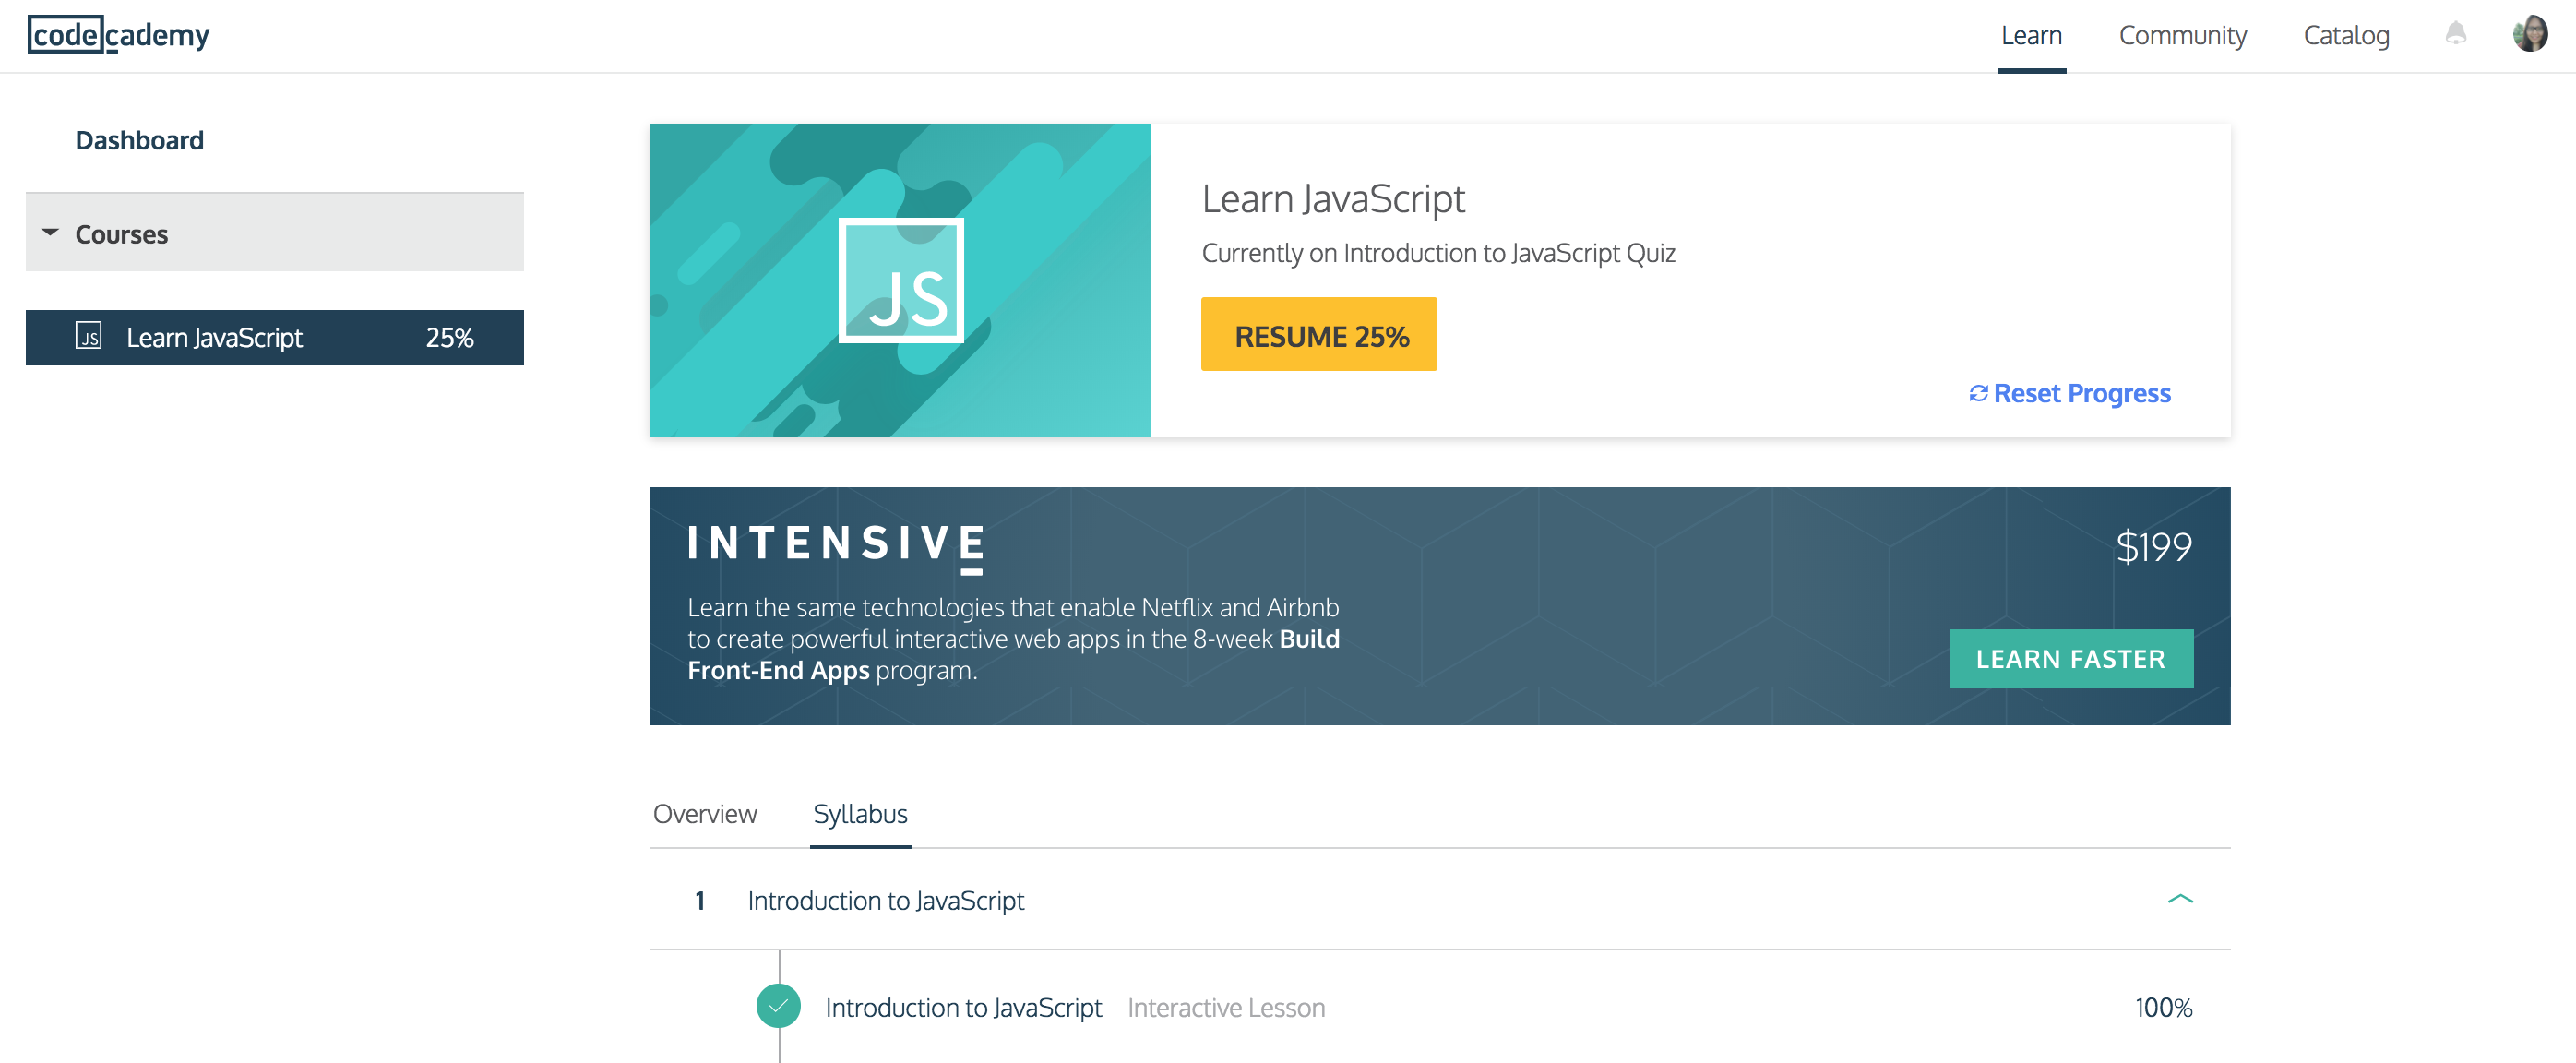 codecademy
Learn
Community
Catalog
Dashboard
Courses
JS
Learn JavaScript
25%
JS
Learn JavaScript
Currently on Introduction to JavaScript Quiz
RESUME 25%
Reset Progress
INTENSIVE
$199
Learn the same technologies that enable Netflix and Airbnb
to create powerful interactive web apps in the 8-week Build
Front-End Apps program.
LEARN FASTER
Overview
Syllabus
1 Introduction to JavaScript
Introduction to JavaScript Interactive Lesson 100%